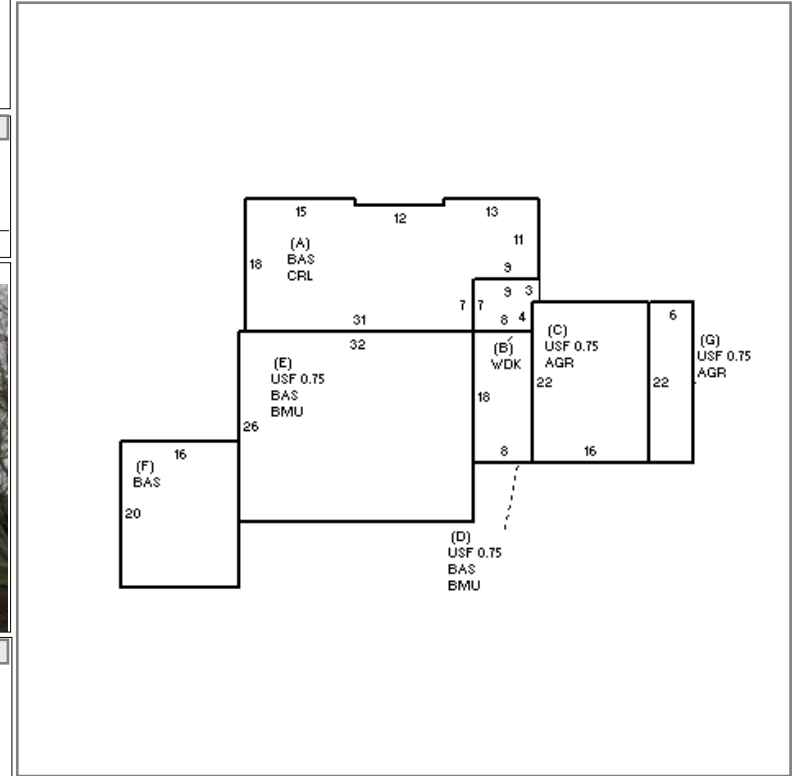 15
12
13
11
(A)
BAS
CRL
18
9
7
7
9
3
8
4
31
32
(B)
WDK
(C)
USF 0.75
AGR
22
6
22
(G)
USF 0.75
AGR
(E)
USF 0.75
BAS
BMU
18
26
8
16
16
(F)
BAS
20
(D)
USF 0.75
BAS
BMU